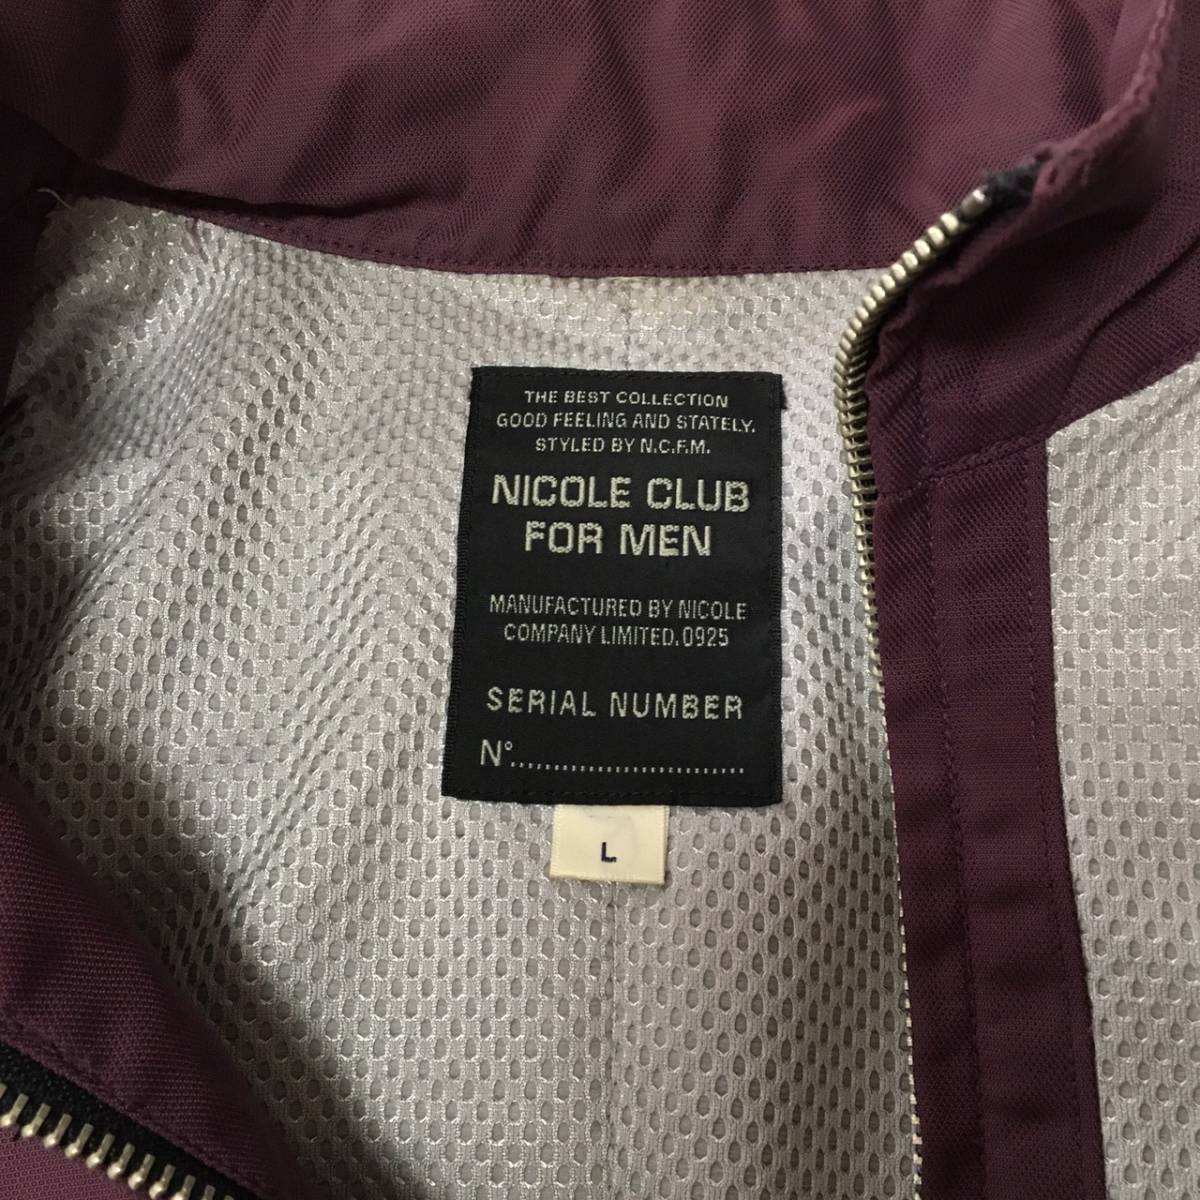 THE BEST COLLECTION
GOOD FEELING AND STATELY.
STYLED BY N.C.F.M.
NICOLE CLUB
FOR MEN
MANUFACTURED BY NICOLE
COMPANY LIMITED.0925
SERIAL NUMBER
N°..............................
L